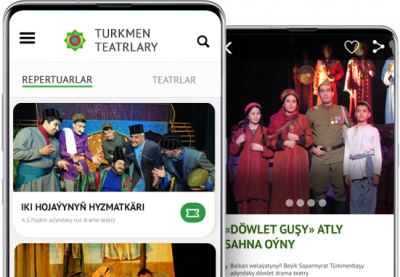 TURKMEN
TEATRLARY
REPERTUARLAR
TEATRLAR
IKI HOJAÝYNYŇ HYZMATKÄRI
A.S.Puşkin adyndaky rus drama teatry
«DÖWLET GUŞY» ATLY
SAHNA OÝNY
Balkan welaýatynyň Beýik Saparmyrat Türkmenbaşy
adyndaky döwlet drama teatry